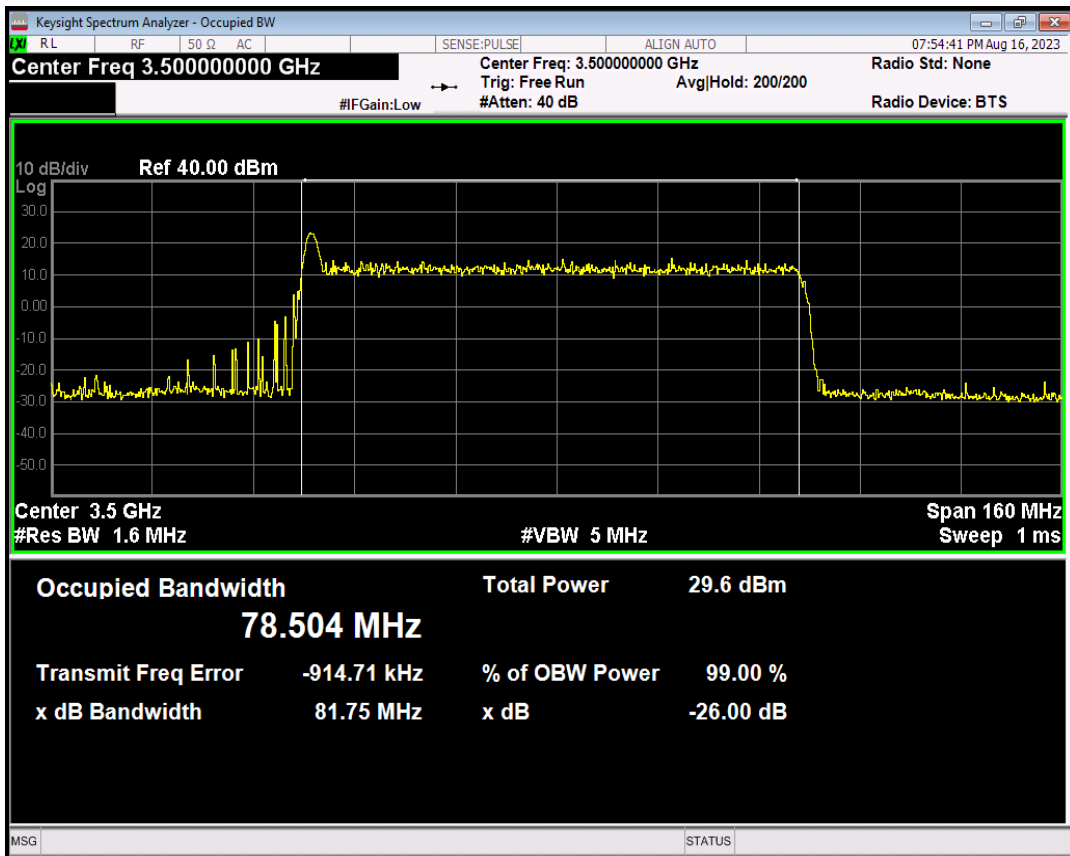 Keysight Spectrum Analyzer - Occupied BW
LXI RL RF 50 Ω AC SENSE:PULSE ALIGN AUTO 07:54:41 PM Aug 16, 2023
Center Freq 3.500000000 GHz Center Freq: 3.500000000 GHz Radio Std: None
Trig: Free Run Avg|Hold: 200/200
#IFGain:Low #Atten: 40 dB Radio Device: BTS
10 dB/div Ref 40.00 dBm
Log
30.0
20.0
10.0
0.00
-10.0
-20.0
-30.0
-40.0
-50.0
Center 3.5 GHz Span 160 MHz
#Res BW 1.6 MHz #VBW 5 MHz Sweep 1 ms
Occupied Bandwidth Total Power 29.6 dBm
78.504 MHz
Transmit Freq Error -914.71 kHz % of OBW Power 99.00 %
x dB Bandwidth 81.75 MHz x dB -26.00 dB
MSG STATUS